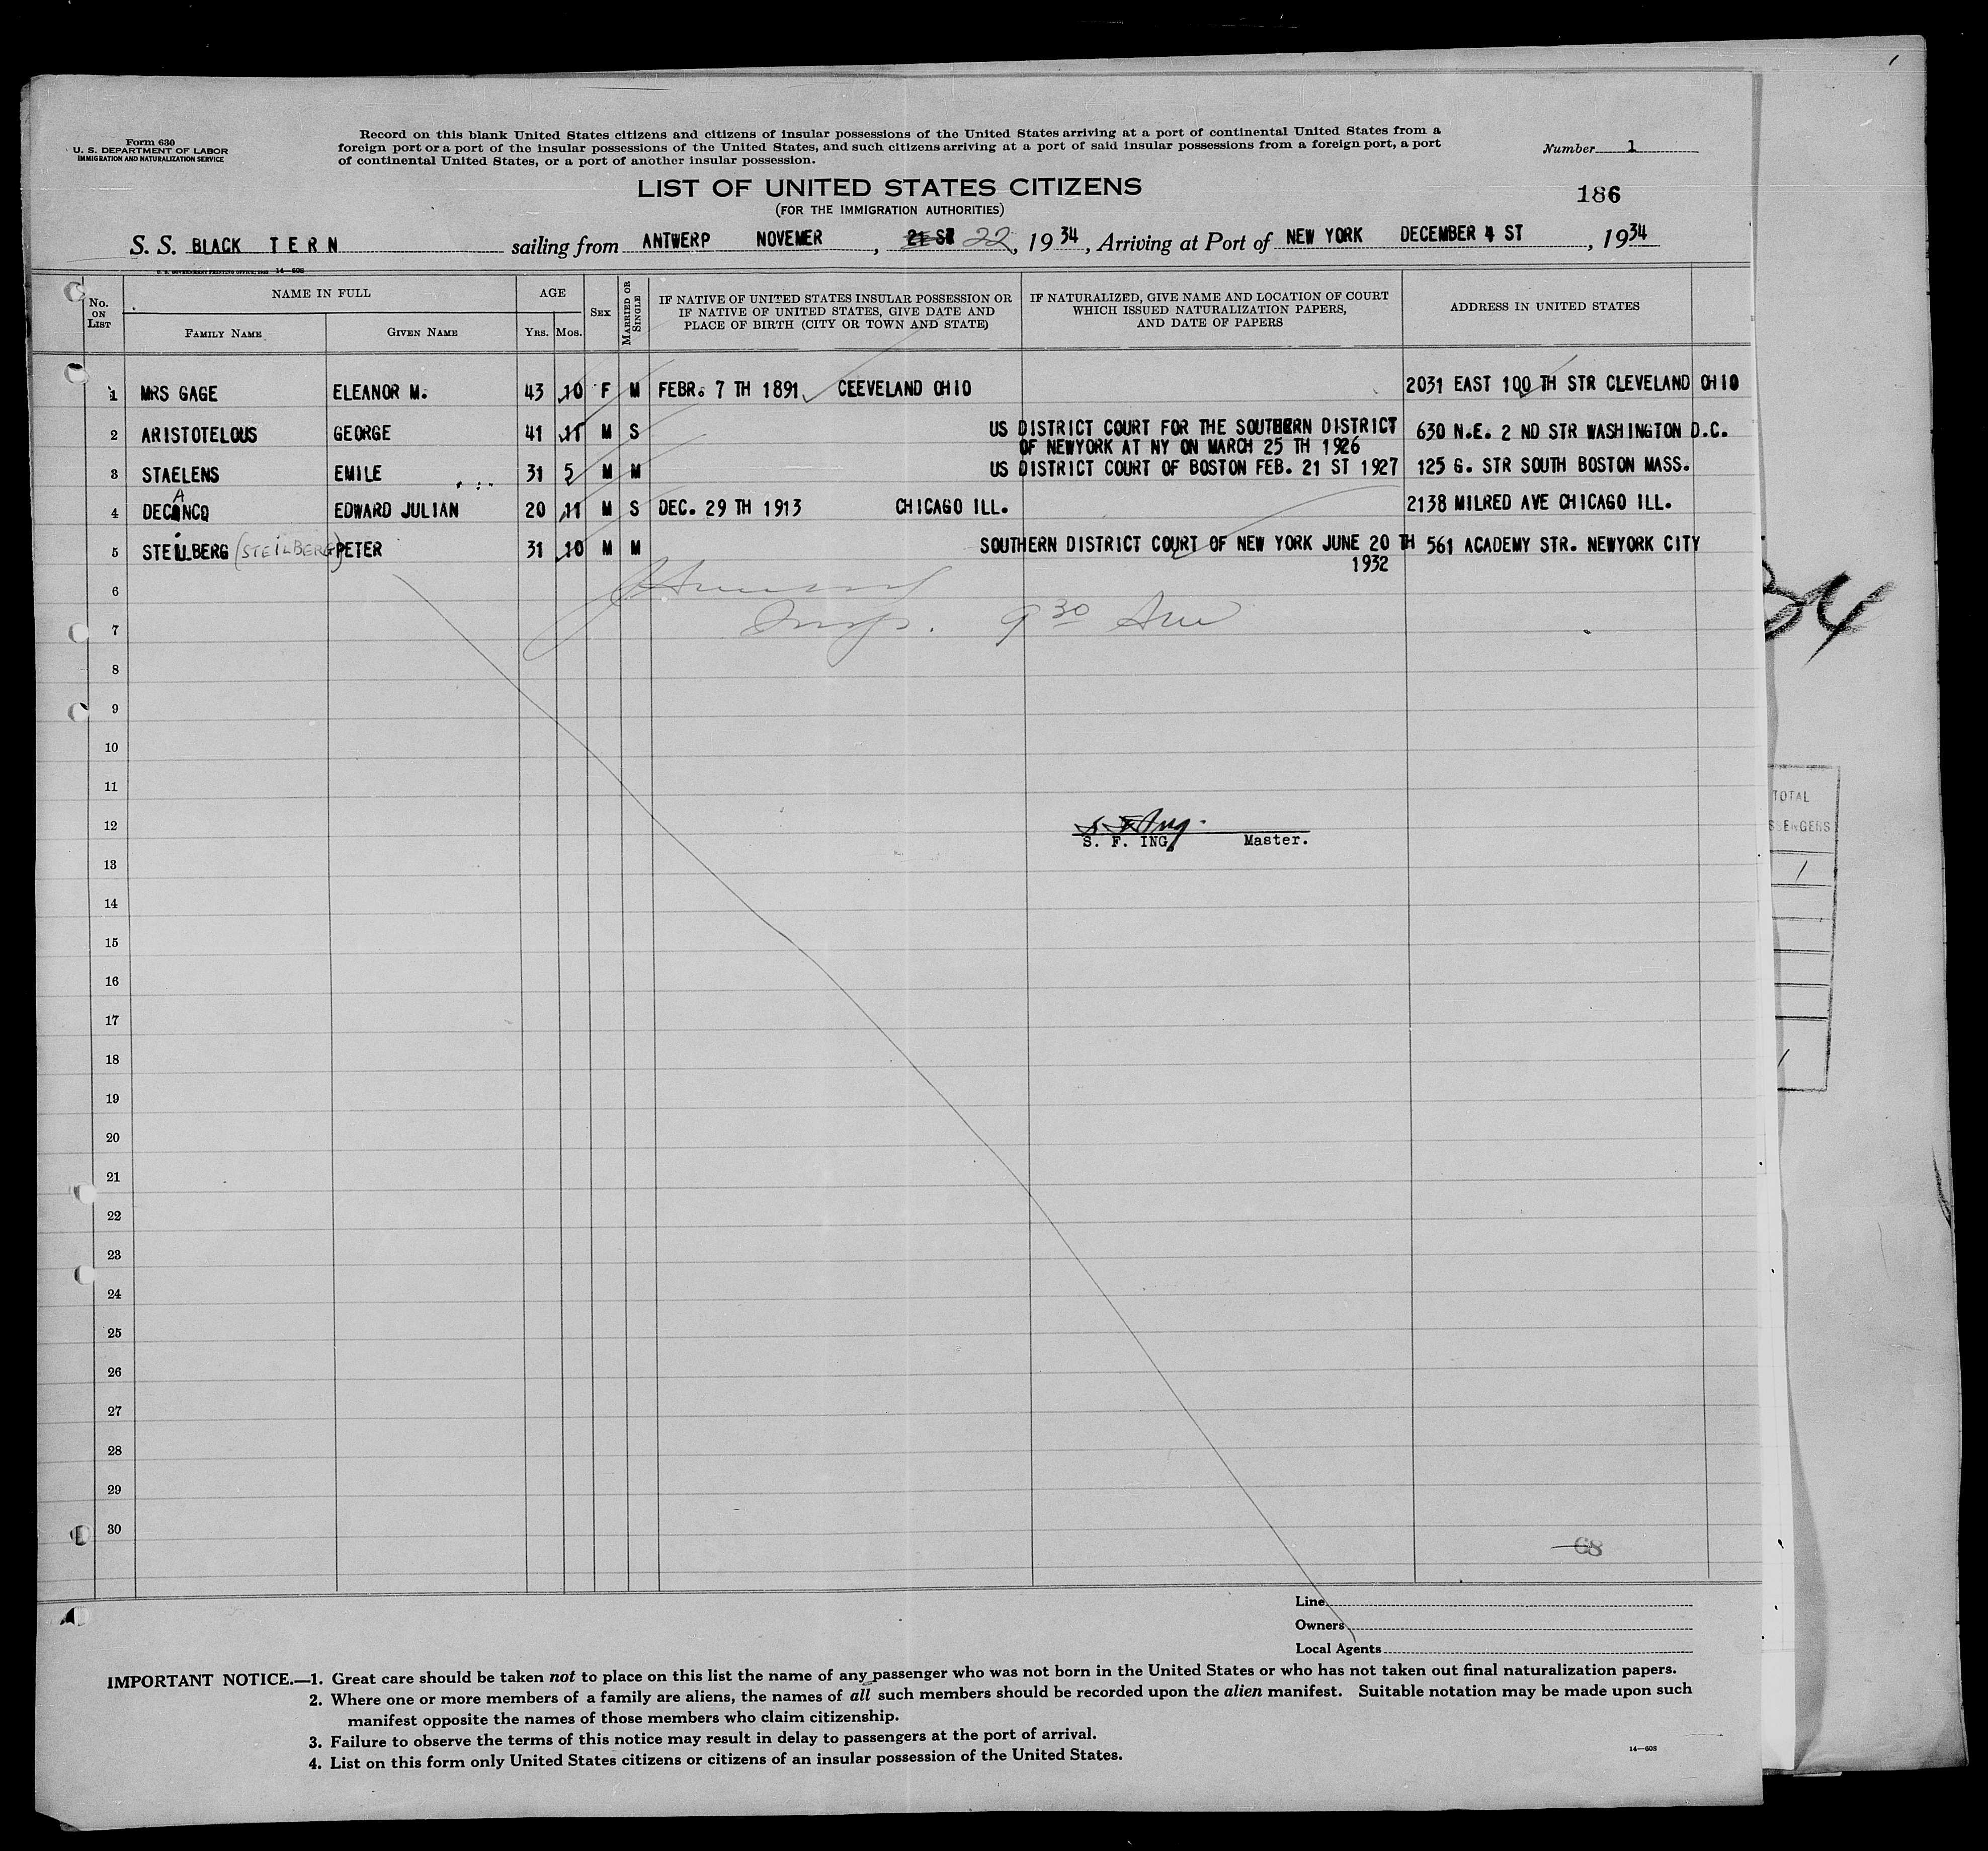 Form 630
U. S. DEPARTMENT OF LABOR
IMMIGRATION AND NATURALIZATION SERVICE
Record on this blank United States citizens and citizens of insular possessions of the United States arriving at a port of continental United States from a
foreign port or a port of the insular possessions of the United States, and such citizens arriving at a port of said insular possessions from a foreign port, a port
of continental United States, or a port of another insular possession.
Number 1
LIST OF UNITED STATES CITIZENS
(FOR THE IMMIGRATION AUTHORITIES)
186
S. S. BLACK TERN sailing from ANTWERP NOVEMER , 21 ST 22, 1934, Arriving at Port of NEW YORK DECEMBER 4 ST , 1934
No. ON LIST
NAME IN FULL
FAMILY NAME GIVEN NAME
AGE
YRS. MOS.
SEX
MARRIED OR SINGLE
IF NATIVE OF UNITED STATES INSULAR POSSESSION OR
IF NATIVE OF UNITED STATES, GIVE DATE AND
PLACE OF BIRTH (CITY OR TOWN AND STATE)
IF NATURALIZED, GIVE NAME AND LOCATION OF COURT
WHICH ISSUED NATURALIZATION PAPERS,
AND DATE OF PAPERS
ADDRESS IN UNITED STATES
1 MRS GAGE ELEANOR M. 43 10 F M FEBR. 7 TH 1891 CEEVELAND OHIO 2031 EAST 100 TH STR CLEVELAND OHIO
2 ARISTOTELOUS GEORGE 41 11 M S US DISTRICT COURT FOR THE SOUTHERN DISTRICT 630 N.E. 2 ND STR WASHINGTON D.C.
OF NEWYORK AT NY ON MARCH 25 TH 1926
3 STAELENS EMILE 31 5 M M US DISTRICT COURT OF BOSTON FEB. 21 ST 1927 125 G. STR SOUTH BOSTON MASS.
A
4 DECANCQ EDWARD JULIAN 20 11 M S DEC. 29 TH 1913 CHICAGO ILL. 2138 MILRED AVE CHICAGO ILL.
5 STEILBERG (STEILBERG) PETER 31 10 M M SOUTHERN DISTRICT COURT OF NEW YORK JUNE 20 TH 561 ACADEMY STR. NEWYORK CITY
1932
6
Insp. 9 30 Am
7
8
9
10
11
12
S. F. ING Master.
13
14
15
16
17
18
19
20
21
22
23
24
25
26
27
28
29
30
68
34
TOTAL
SENGERS
1
Line
Owners
Local Agents
IMPORTANT NOTICE.—1. Great care should be taken not to place on this list the name of any passenger who was not born in the United States or who has not taken out final naturalization papers.
2. Where one or more members of a family are aliens, the names of all such members should be recorded upon the alien manifest. Suitable notation may be made upon such
manifest opposite the names of those members who claim citizenship.
3. Failure to observe the terms of this notice may result in delay to passengers at the port of arrival.
4. List on this form only United States citizens or citizens of an insular possession of the United States.
14—608